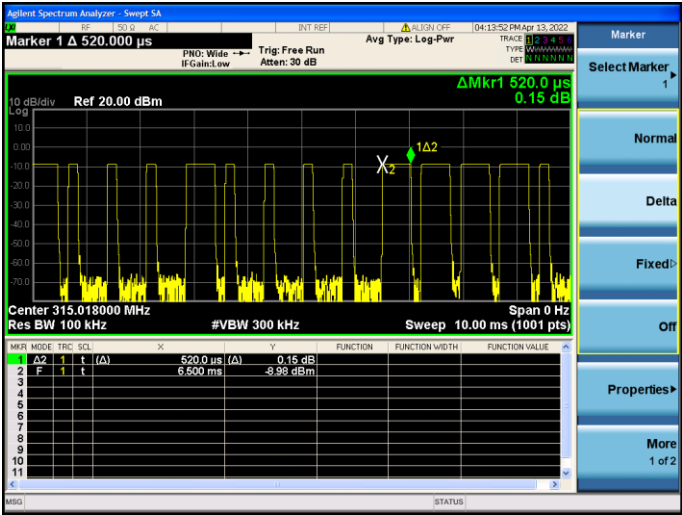 Agilent Spectrum Analyzer - Swept SA
RF 50 Ω AC INT REF ALIGN OFF 04:13:52 PM Apr 13, 2022
Marker 1 Δ 520.000 µs
PNO: Wide
IFGain:Low
Trig: Free Run
Atten: 30 dB
Avg Type: Log-Pwr
TRACE 1 2 3 4 5 6
TYPE
DET N N N N N N
ΔMkr1 520.0 µs
0.15 dB
10 dB/div Ref 20.00 dBm
Log
10.0
0.00
-10.0
-20.0
-30.0
-40.0
-50.0
-60.0
-70.0
X2
1Δ2
Center 315.018000 MHz Span 0 Hz
Res BW 100 kHz #VBW 300 kHz Sweep 10.00 ms (1001 pts)
MKR MODE TRC SCL X Y FUNCTION FUNCTION WIDTH FUNCTION VALUE
1 Δ2 1 t (Δ) 520.0 µs (Δ) 0.15 dB
2 F 1 t 6.500 ms -8.98 dBm
3
4
5
6
7
8
9
10
11
MSG STATUS
Marker
Select Marker
1
Normal
Delta
Fixed
Off
Properties
More
1 of 2